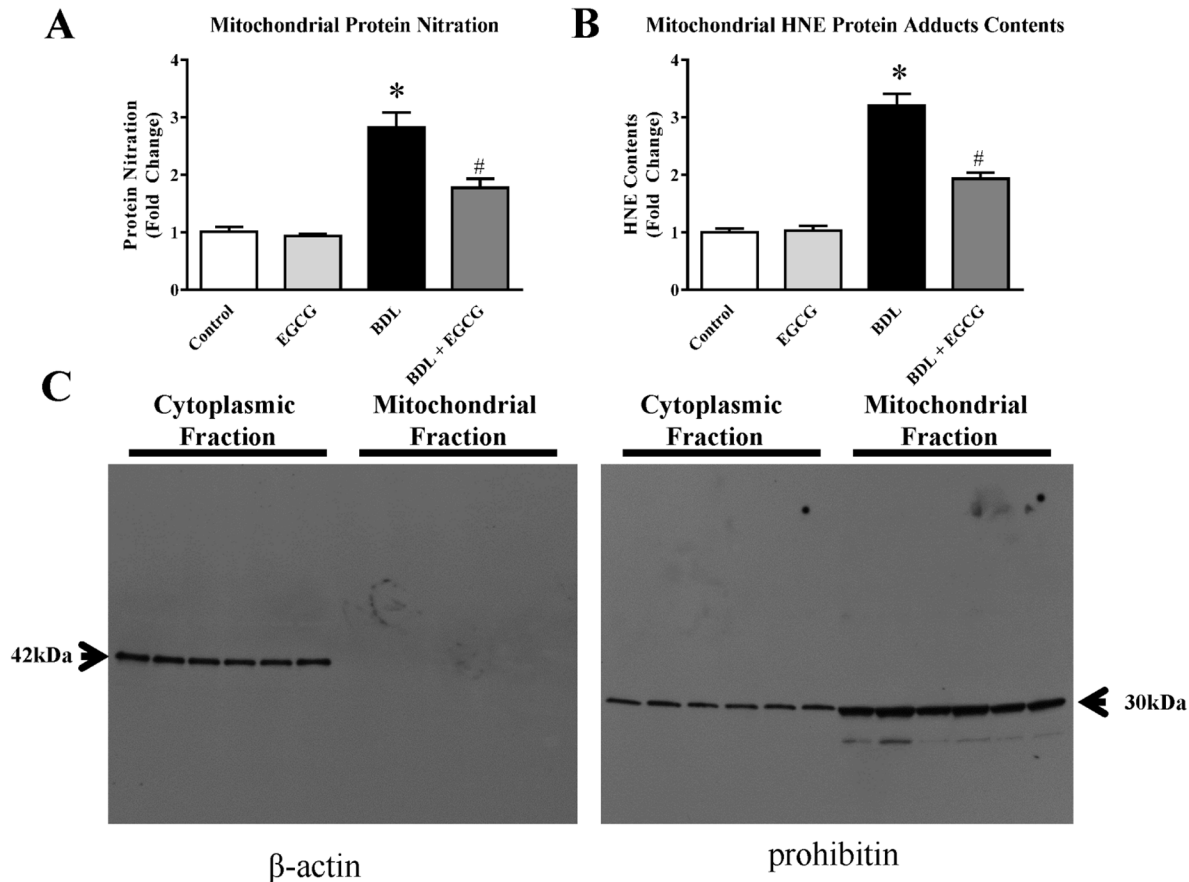 A
Mitochondrial Protein Nitration
Protein Nitration
(Fold Change)
4
3
2
1
0
*
#
Control
EGCG
BDL
BDL + EGCG
B
Mitochondrial HNE Protein Adducts Contents
HNE Contents
(Fold Change)
4
3
2
1
0
*
#
Control
EGCG
BDL
BDL + EGCG
C
Cytoplasmic
Fraction
Mitochondrial
Fraction
Cytoplasmic
Fraction
Mitochondrial
Fraction
42kDa
30kDa
β-actin
prohibitin